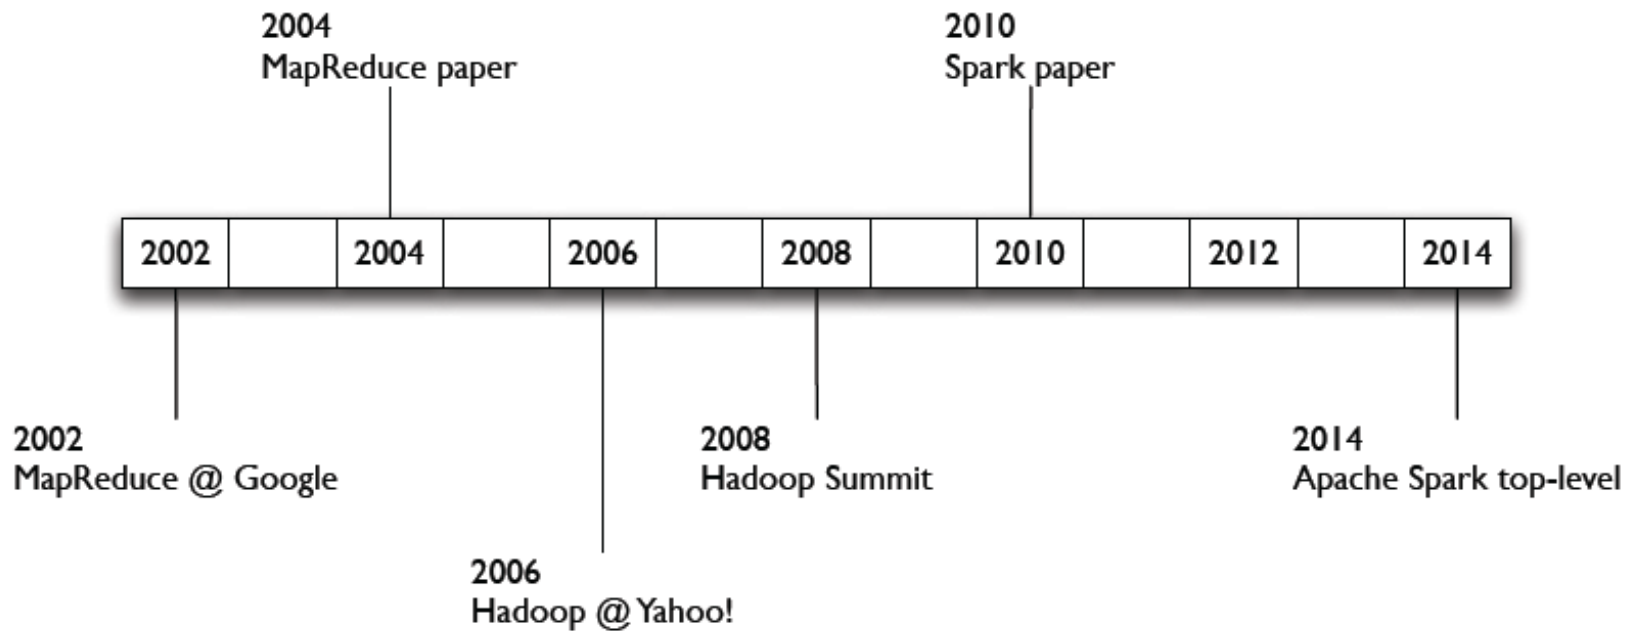 2004
MapReduce paper
2010
Spark paper
2002 2004 2006 2008 2010 2012 2014
2002
MapReduce @ Google
2008
Hadoop Summit
2014
Apache Spark top-level
2006
Hadoop @ Yahoo!